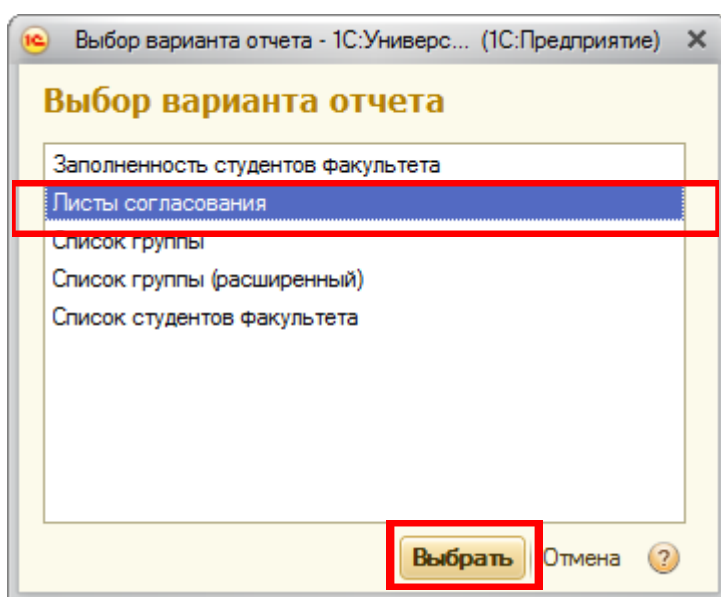 1С Выбор варианта отчета - 1С:Универс... (1С:Предприятие)
Выбор варианта отчета
Заполненность студентов факультета
Листы согласования
Список группы
Список группы (расширенный)
Список студентов факультета
Выбрать Отмена ?